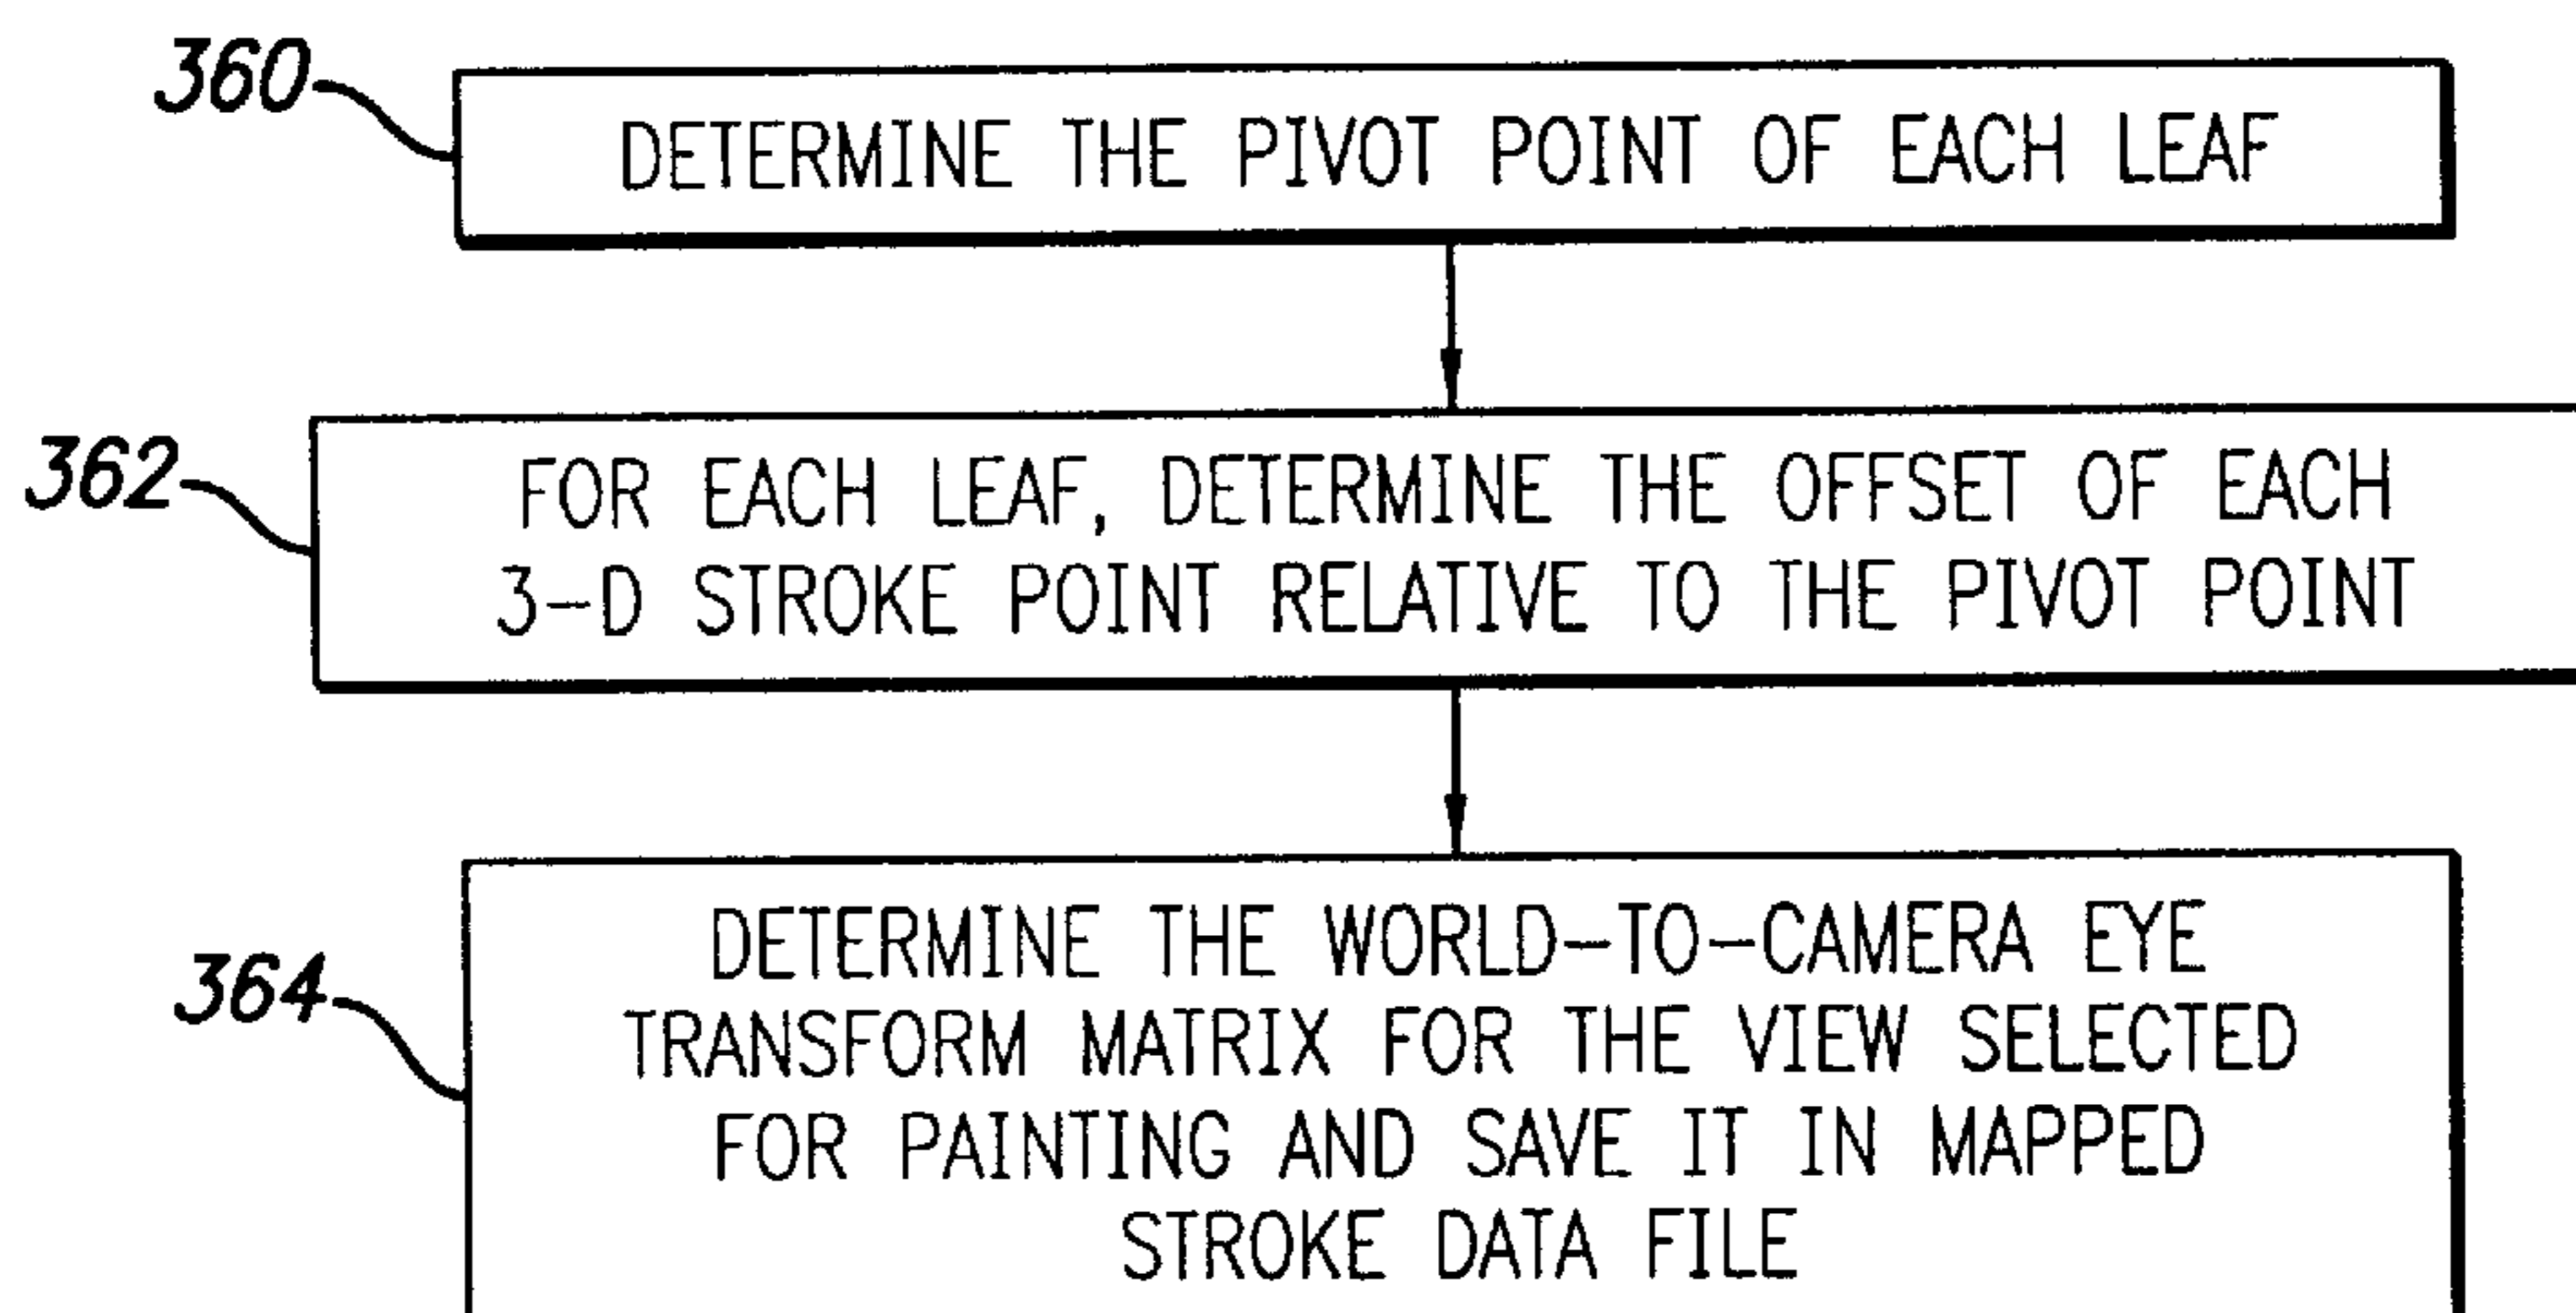 360
DETERMINE THE PIVOT POINT OF EACH LEAF
362
FOR EACH LEAF, DETERMINE THE OFFSET OF EACH
3-D STROKE POINT RELATIVE TO THE PIVOT POINT
364
DETERMINE THE WORLD-TO-CAMERA EYE
TRANSFORM MATRIX FOR THE VIEW SELECTED
FOR PAINTING AND SAVE IT IN MAPPED
STROKE DATA FILE